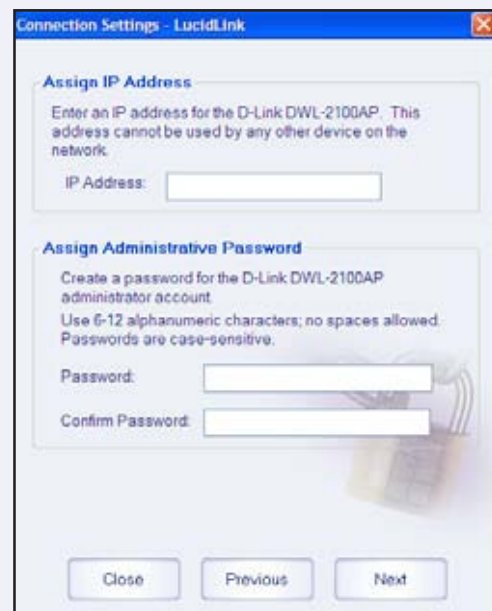 Connection Settings - LucidLink
Assign IP Address
Enter an IP address for the D-Link DWL-2100AP. This
address cannot be used by any other device on the
network.
IP Address:
Assign Administrative Password
Create a password for the D-Link DWL-2100AP
administrator account.
Use 6-12 alphanumeric characters; no spaces allowed.
Passwords are case-sensitive.
Password:
Confirm Password:
Close
Previous
Next